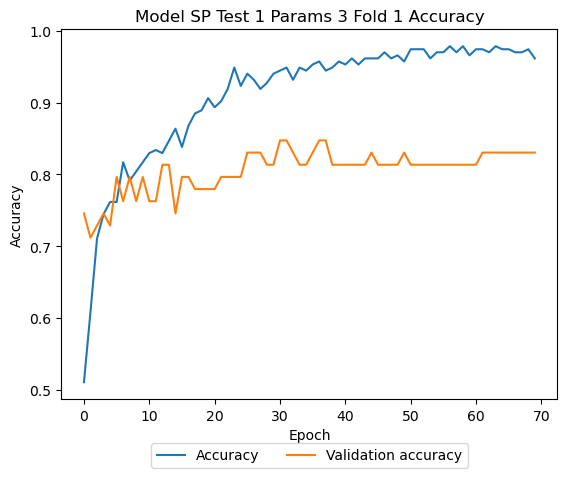 Model SP Test 1 Params 3 Fold 1 Accuracy
1.0
0.9
0.8
0.7
0.6
0.5
Accuracy
0 10 20 30 40 50 60 70
Epoch
Accuracy Validation accuracy